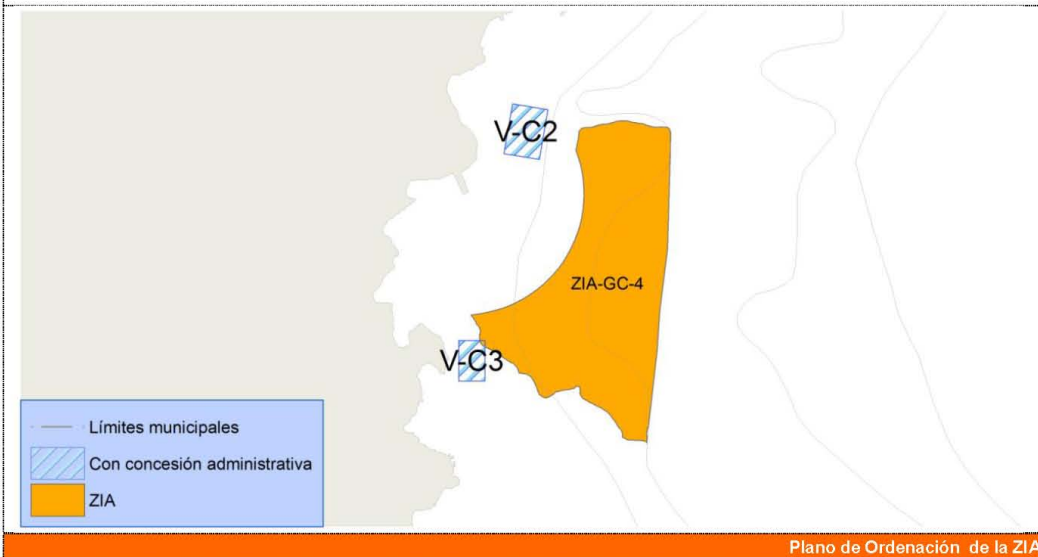 V-C2
ZIA-GC-4
V-C3
Límites municipales
Con concesión administrativa
ZIA
Plano de Ordenación de la ZIA